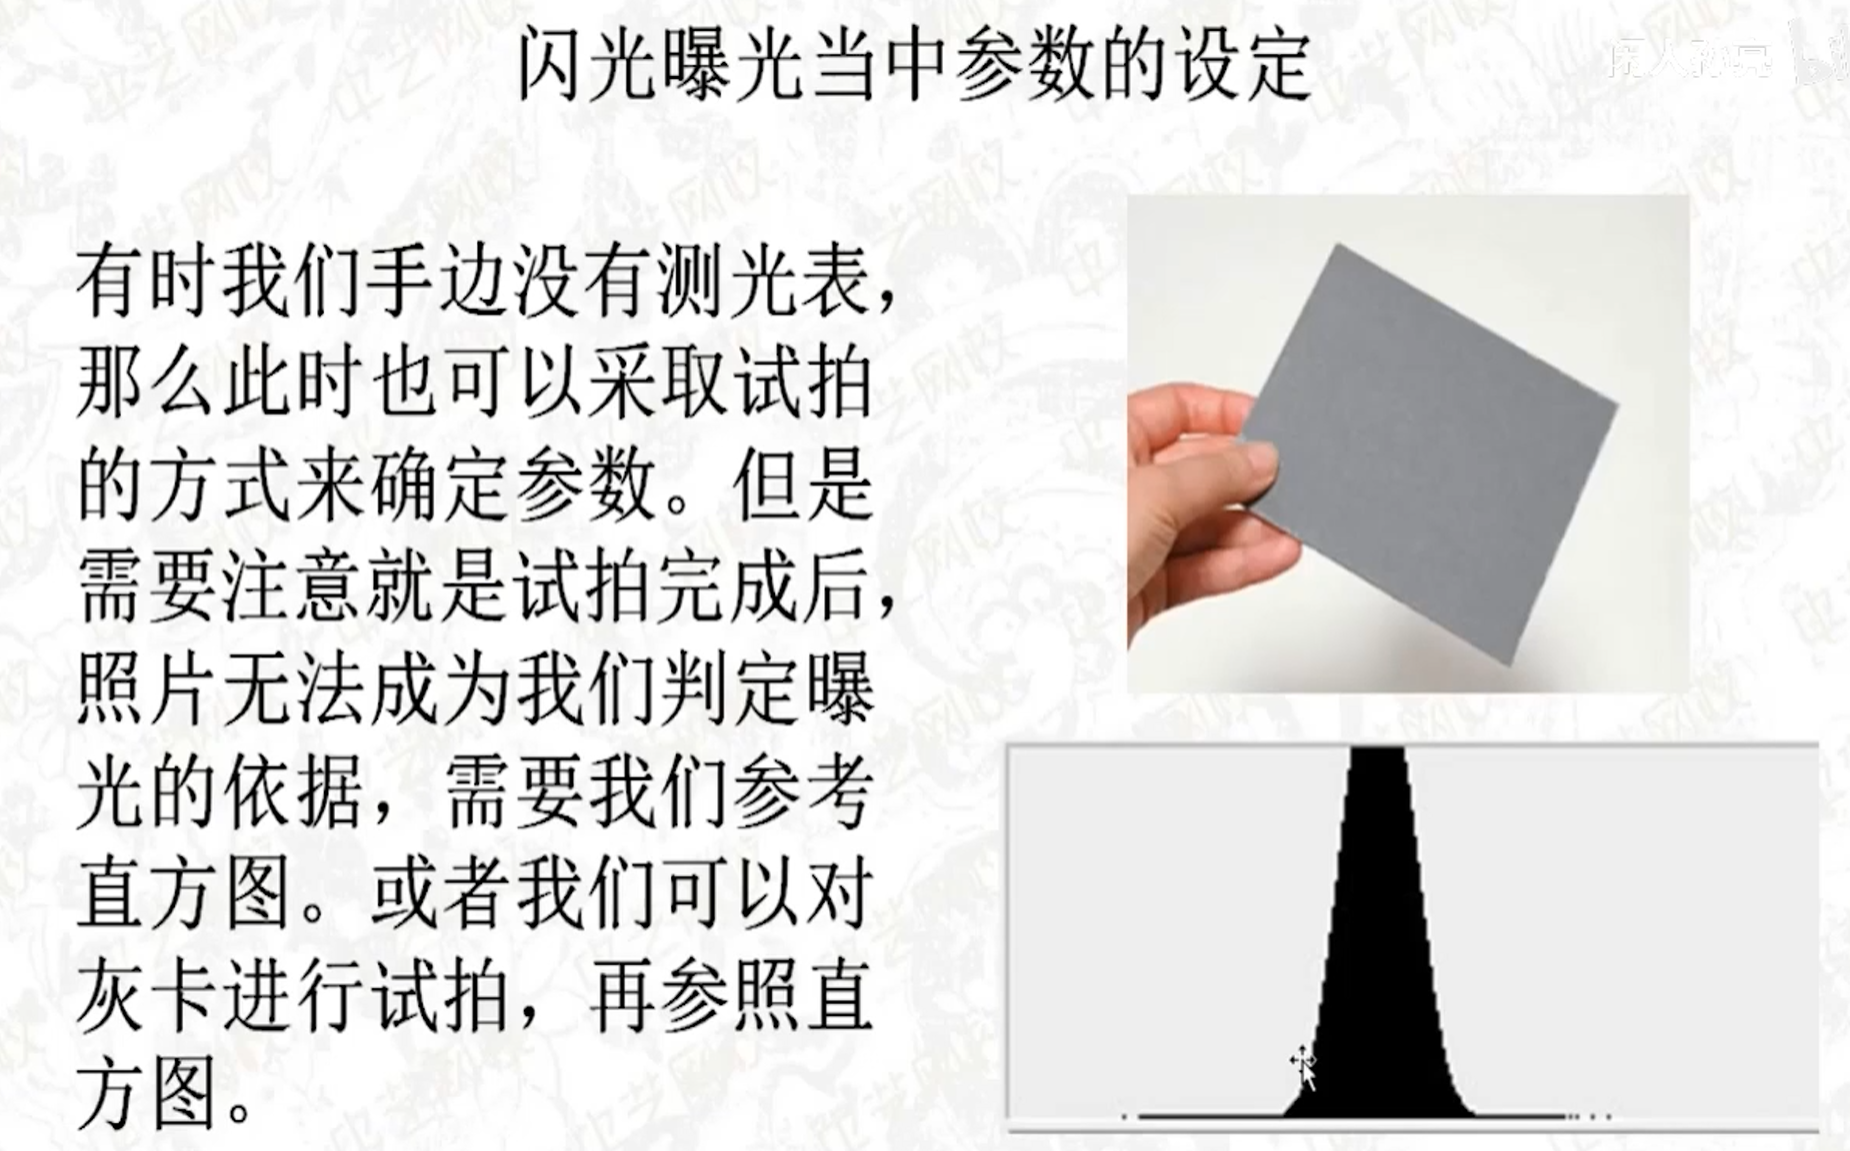 闪光曝光当中参数的设定
有时我们手边没有测光表，
那么此时也可以采取试拍
的方式来确定参数。但是
需要注意就是试拍完成后，
照片无法成为我们判定曝
光的依据，需要我们参考
直方图。或者我们可以对
灰卡进行试拍，再参照直
方图。